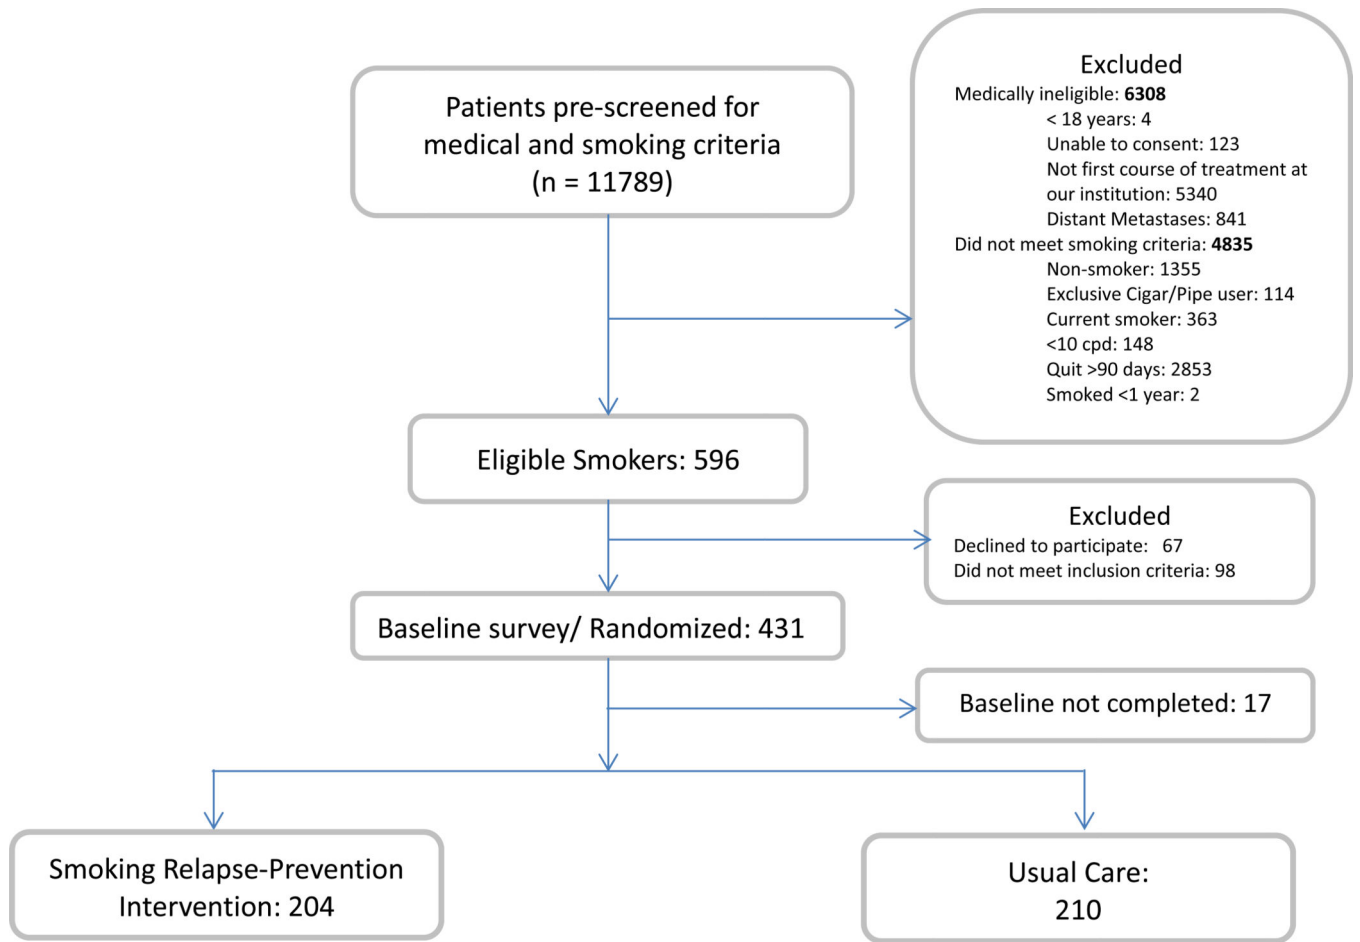 Patients pre-screened for
medical and smoking criteria
(n = 11789)
Excluded
Medically ineligible: 6308
< 18 years: 4
Unable to consent: 123
Not first course of treatment at
our institution: 5340
Distant Metastases: 841
Did not meet smoking criteria: 4835
Non-smoker: 1355
Exclusive Cigar/Pipe user: 114
Current smoker: 363
<10 cpd: 148
Quit >90 days: 2853
Smoked <1 year: 2
Eligible Smokers: 596
Excluded
Declined to participate: 67
Did not meet inclusion criteria: 98
Baseline survey/ Randomized: 431
Baseline not completed: 17
Smoking Relapse-Prevention
Intervention: 204
Usual Care:
210